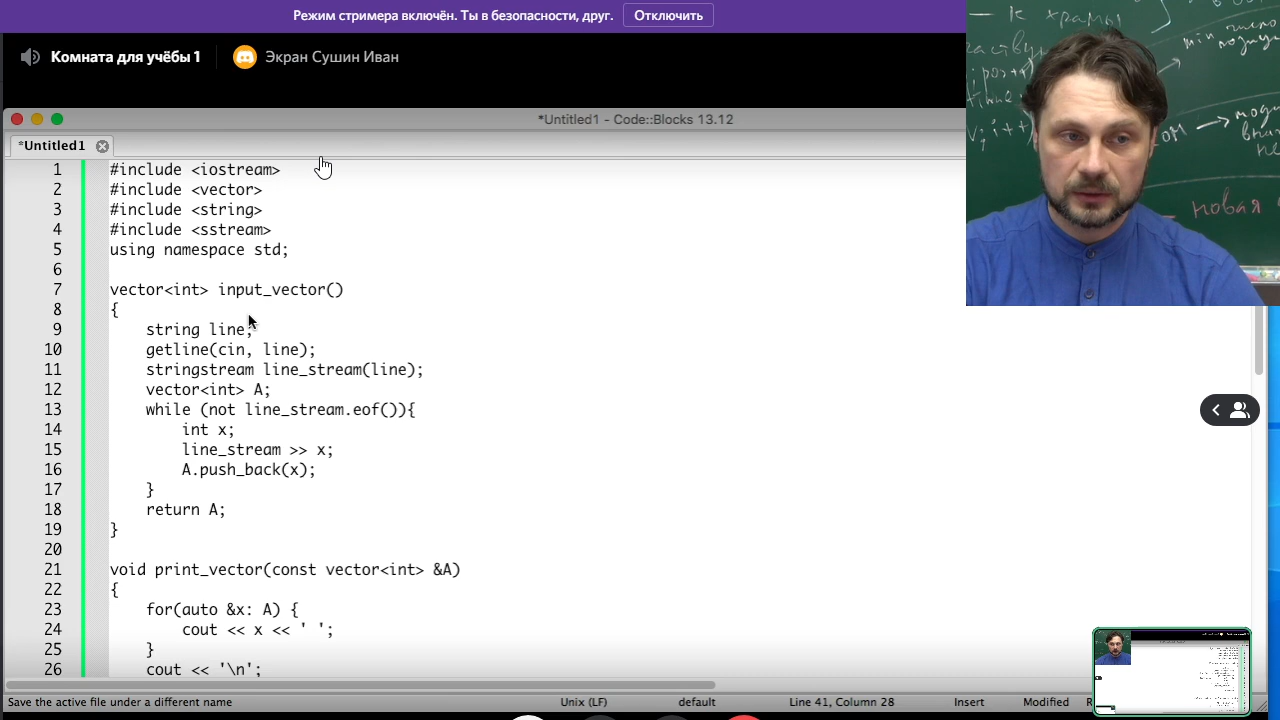 Режим стримера включён. Ты в безопасности, друг. Отключить
Комната для учёбы 1 Экран Сушин Иван
*Untitled1 - Code::Blocks 13.12
*Untitled1
1 #include <iostream>
2 #include <vector>
3 #include <string>
4 #include <sstream>
5 using namespace std;
6
7 vector<int> input_vector()
8 {
9 string line;
10 getline(cin, line);
11 stringstream line_stream(line);
12 vector<int> A;
13 while (not line_stream.eof()){
14 int x;
15 line_stream >> x;
16 A.push_back(x);
17 }
18 return A;
19 }
20
21 void print_vector(const vector<int> &A)
22 {
23 for(auto &x: A) {
24 cout << x << ' ';
25 }
26 cout << '\n';
Save the active file under a different name Unix (LF) default Line 41, Column 28 Insert Modified
— к храмы
min число
новая